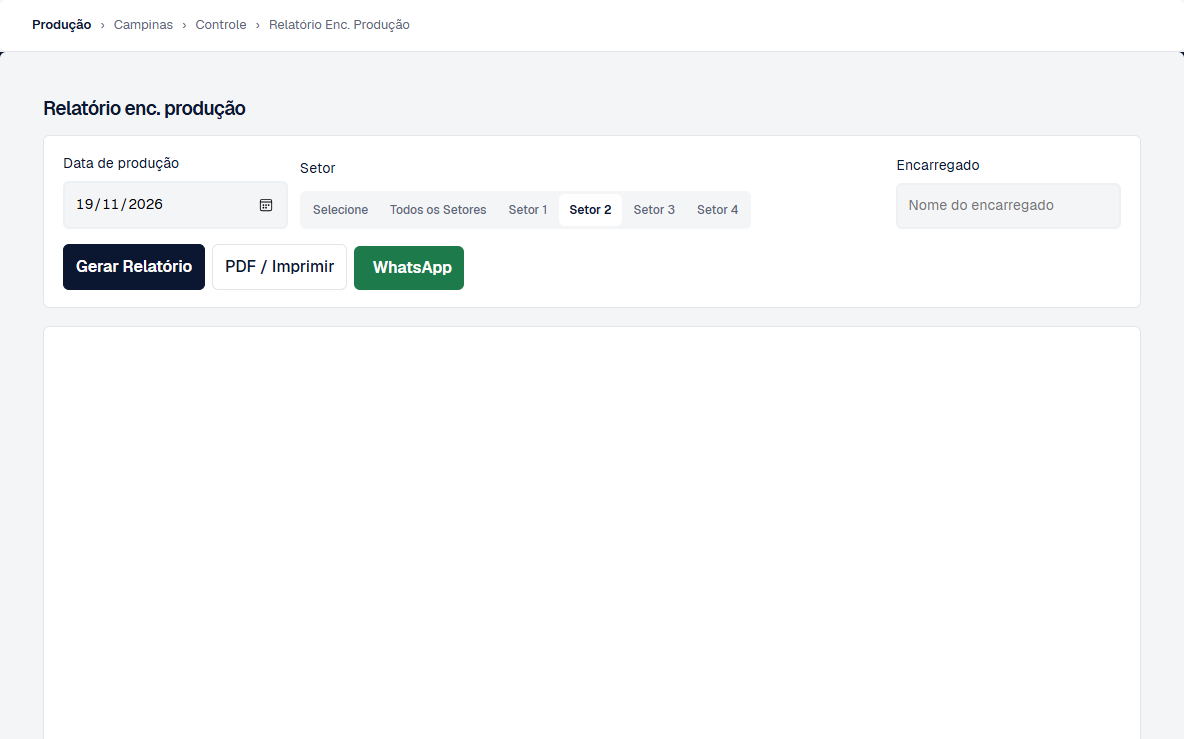 Produção › Campinas › Controle › Relatório Enc. Produção
Relatório enc. produção
Data de produção
19/11/2026
Setor
Selecione Todos os Setores Setor 1 Setor 2 Setor 3 Setor 4
Encarregado
Nome do encarregado
Gerar Relatório PDF / Imprimir WhatsApp